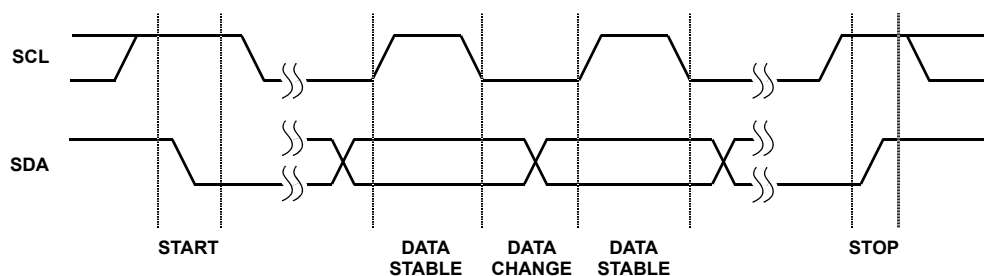 SCL
SDA
START
DATA
STABLE
DATA
CHANGE
DATA
STABLE
STOP